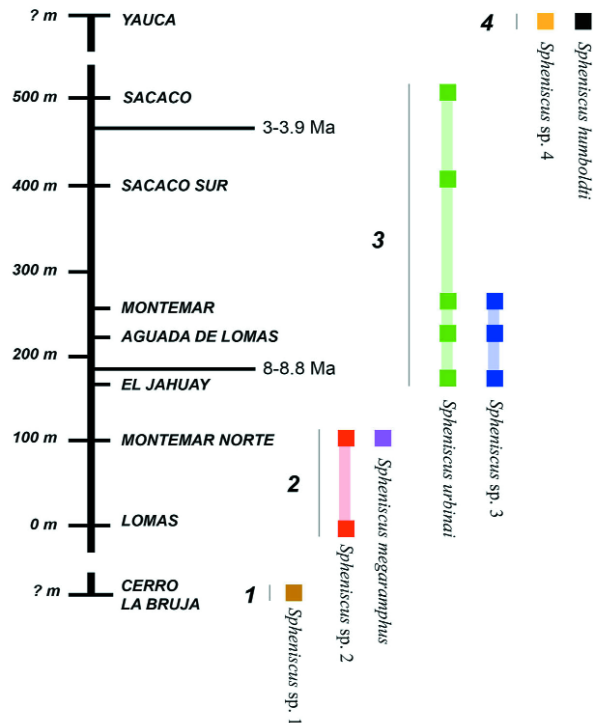 ? m YAUCA
500 m SACACO
3-3.9 Ma
400 m SACACO SUR
300 m
MONTEMAR
AGUADA DE LOMAS
200 m
8-8.8 Ma
EL JAHUAY
100 m MONTEMAR NORTE
0 m LOMAS
? m CERRO
LA BRUJA
1
Spheniscus sp. 1
2
Spheniscus sp. 2
Spheniscus megaramphus
3
Spheniscus urbinai
Spheniscus sp. 3
4
Spheniscus sp. 4
Spheniscus humboldti